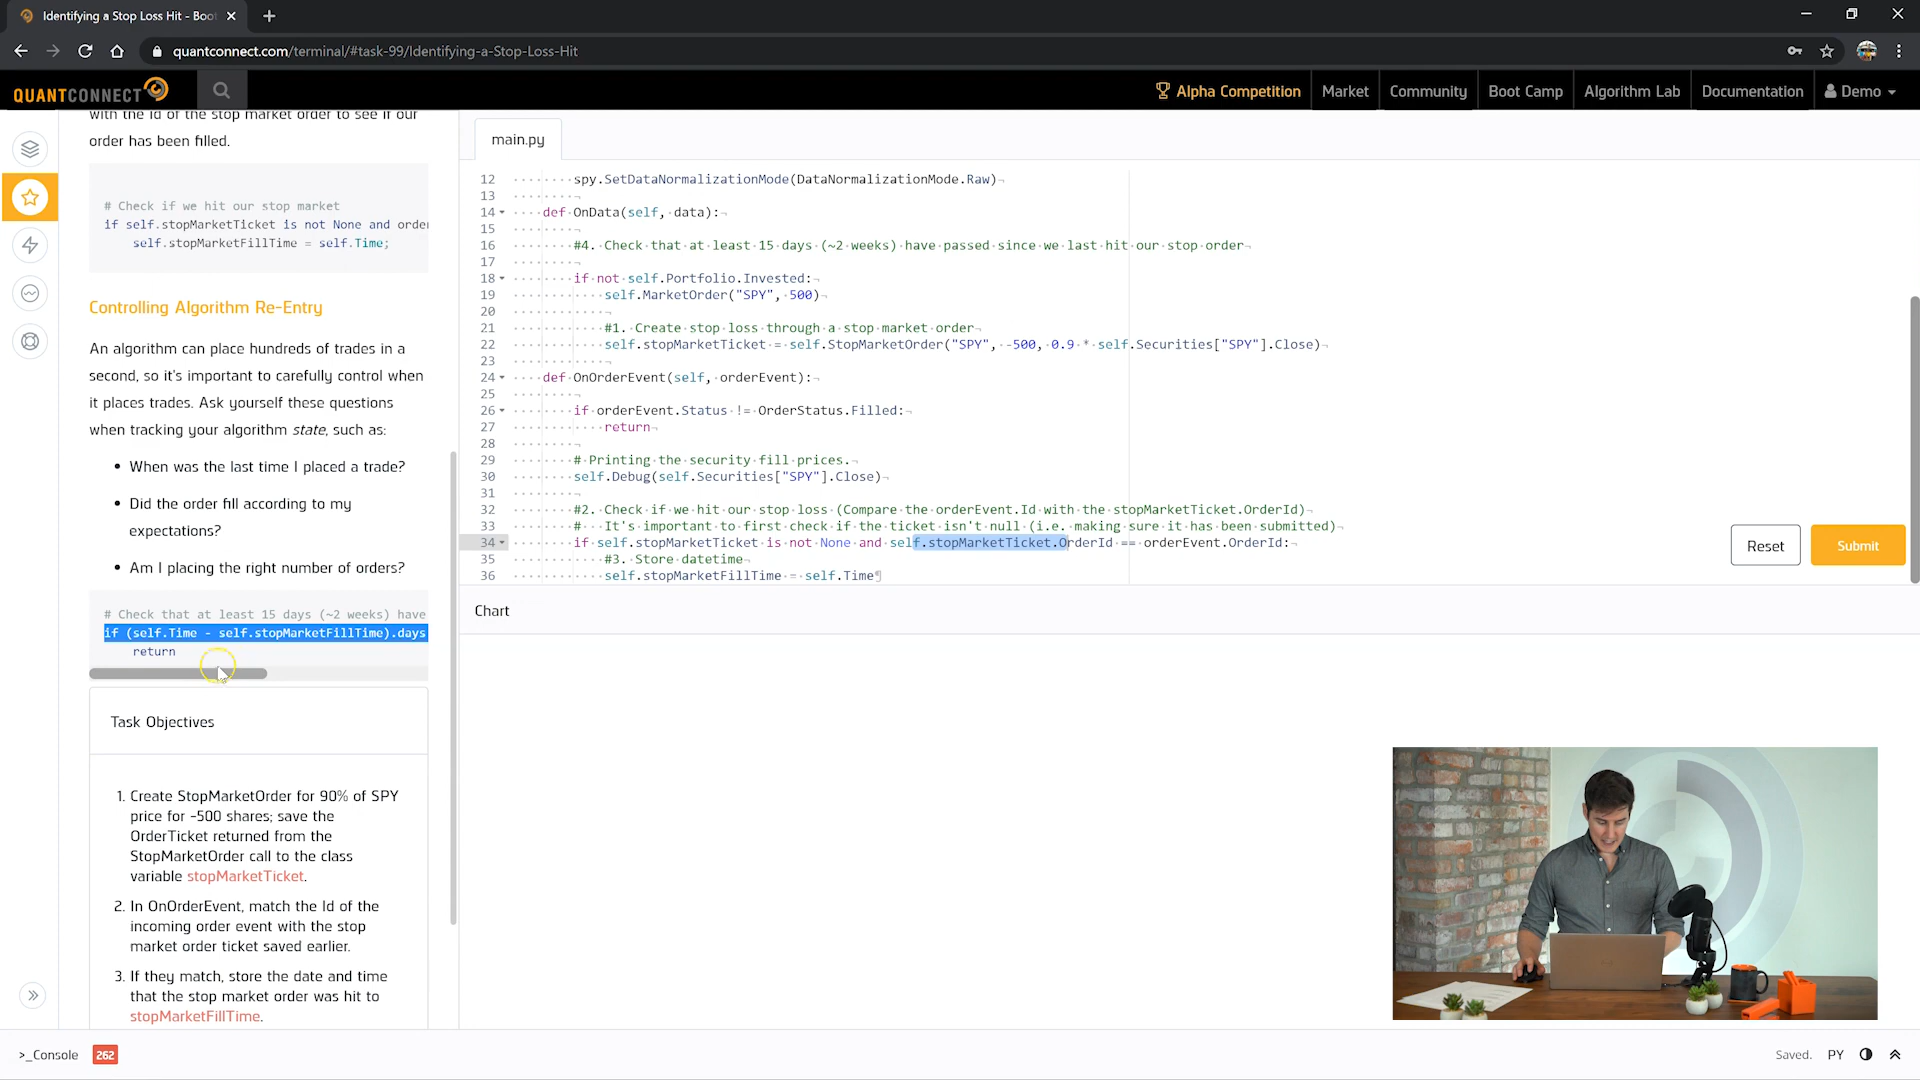 Identifying a Stop Loss Hit - Boot
quantconnect.com/terminal/#task-99/Identifying-a-Stop-Loss-Hit
QUANTCONNECT
Alpha Competition
Market
Community
Boot Camp
Algorithm Lab
Documentation
Demo
with the Id of the stop market order to see if our
order has been filled.
# Check if we hit our stop market
if self.stopMarketTicket is not None and orde
self.stopMarketFillTime = self.Time;
Controlling Algorithm Re-Entry
An algorithm can place hundreds of trades in a
second, so it's important to carefully control when
it places trades. Ask yourself these questions
when tracking your algorithm state, such as:
• When was the last time I placed a trade?
• Did the order fill according to my
expectations?
• Am I placing the right number of orders?
# Check that at least 15 days (~2 weeks) have
if (self.Time - self.stopMarketFillTime).days
return
Task Objectives
1. Create StopMarketOrder for 90% of SPY
price for -500 shares; save the
OrderTicket returned from the
StopMarketOrder call to the class
variable stopMarketTicket.
2. In OnOrderEvent, match the Id of the
incoming order event with the stop
market order ticket saved earlier.
3. If they match, store the date and time
that the stop market order was hit to
stopMarketFillTime.
main.py
12 spy.SetDataNormalizationMode(DataNormalizationMode.Raw)
13
14 def OnData(self, data):
15
16 #4. Check that at least 15 days (~2 weeks) have passed since we last hit our stop order
17
18 if not self.Portfolio.Invested:
19 self.MarketOrder("SPY", 500)
20
21 #1. Create stop loss through a stop market order
22 self.stopMarketTicket = self.StopMarketOrder("SPY", -500, 0.9 * self.Securities["SPY"].Close)
23
24 def OnOrderEvent(self, orderEvent):
25
26 if orderEvent.Status != OrderStatus.Filled:
27 return
28
29 # Printing the security fill prices.
30 self.Debug(self.Securities["SPY"].Close)
31
32 #2. Check if we hit our stop loss (Compare the orderEvent.Id with the stopMarketTicket.OrderId)
33 # It's important to first check if the ticket isn't null (i.e. making sure it has been submitted)
34 if self.stopMarketTicket is not None and self.stopMarketTicket.OrderId == orderEvent.OrderId:
35 #3. Store datetime
36 self.stopMarketFillTime = self.Time
Reset
Submit
Chart
>_Console 262
Saved.
PY